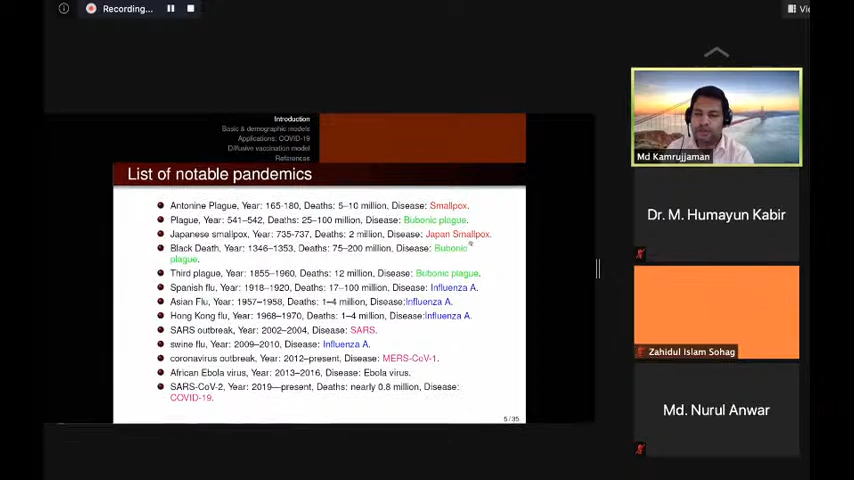 Recording...
Vie
Introduction
Basic & demographic models
Applications: COVID-19
Diffusive vaccination model
References
List of notable pandemics
Antonine Plague, Year: 165-180, Deaths: 5–10 million, Disease: Smallpox.
Plague, Year: 541–542, Deaths: 25–100 million, Disease: Bubonic plague.
Japanese smallpox, Year: 735-737, Deaths: 2 million, Disease: Japan Smallpox.
Black Death, Year: 1346–1353, Deaths: 75–200 million, Disease: Bubonic
plague.
Third plague, Year: 1855–1960, Deaths: 12 million, Disease: Bubonic plague.
Spanish flu, Year: 1918–1920, Deaths: 17–100 million, Disease: Influenza A.
Asian Flu, Year: 1957–1958, Deaths: 1–4 million, Disease:Influenza A.
Hong Kong flu, Year: 1968–1970, Deaths: 1–4 million, Disease:Influenza A.
SARS outbreak, Year: 2002–2004, Disease: SARS.
swine flu, Year: 2009–2010, Disease: Influenza A.
coronavirus outbreak, Year: 2012–present, Disease: MERS-CoV-1.
African Ebola virus, Year: 2013–2016, Disease: Ebola virus.
SARS-CoV-2, Year: 2019—present, Deaths: nearly 0.8 million, Disease:
COVID-19.
5 / 35
Md Kamrujjaman
Dr. M. Humayun Kabir
Zahidul Islam Sohag
Md. Nurul Anwar